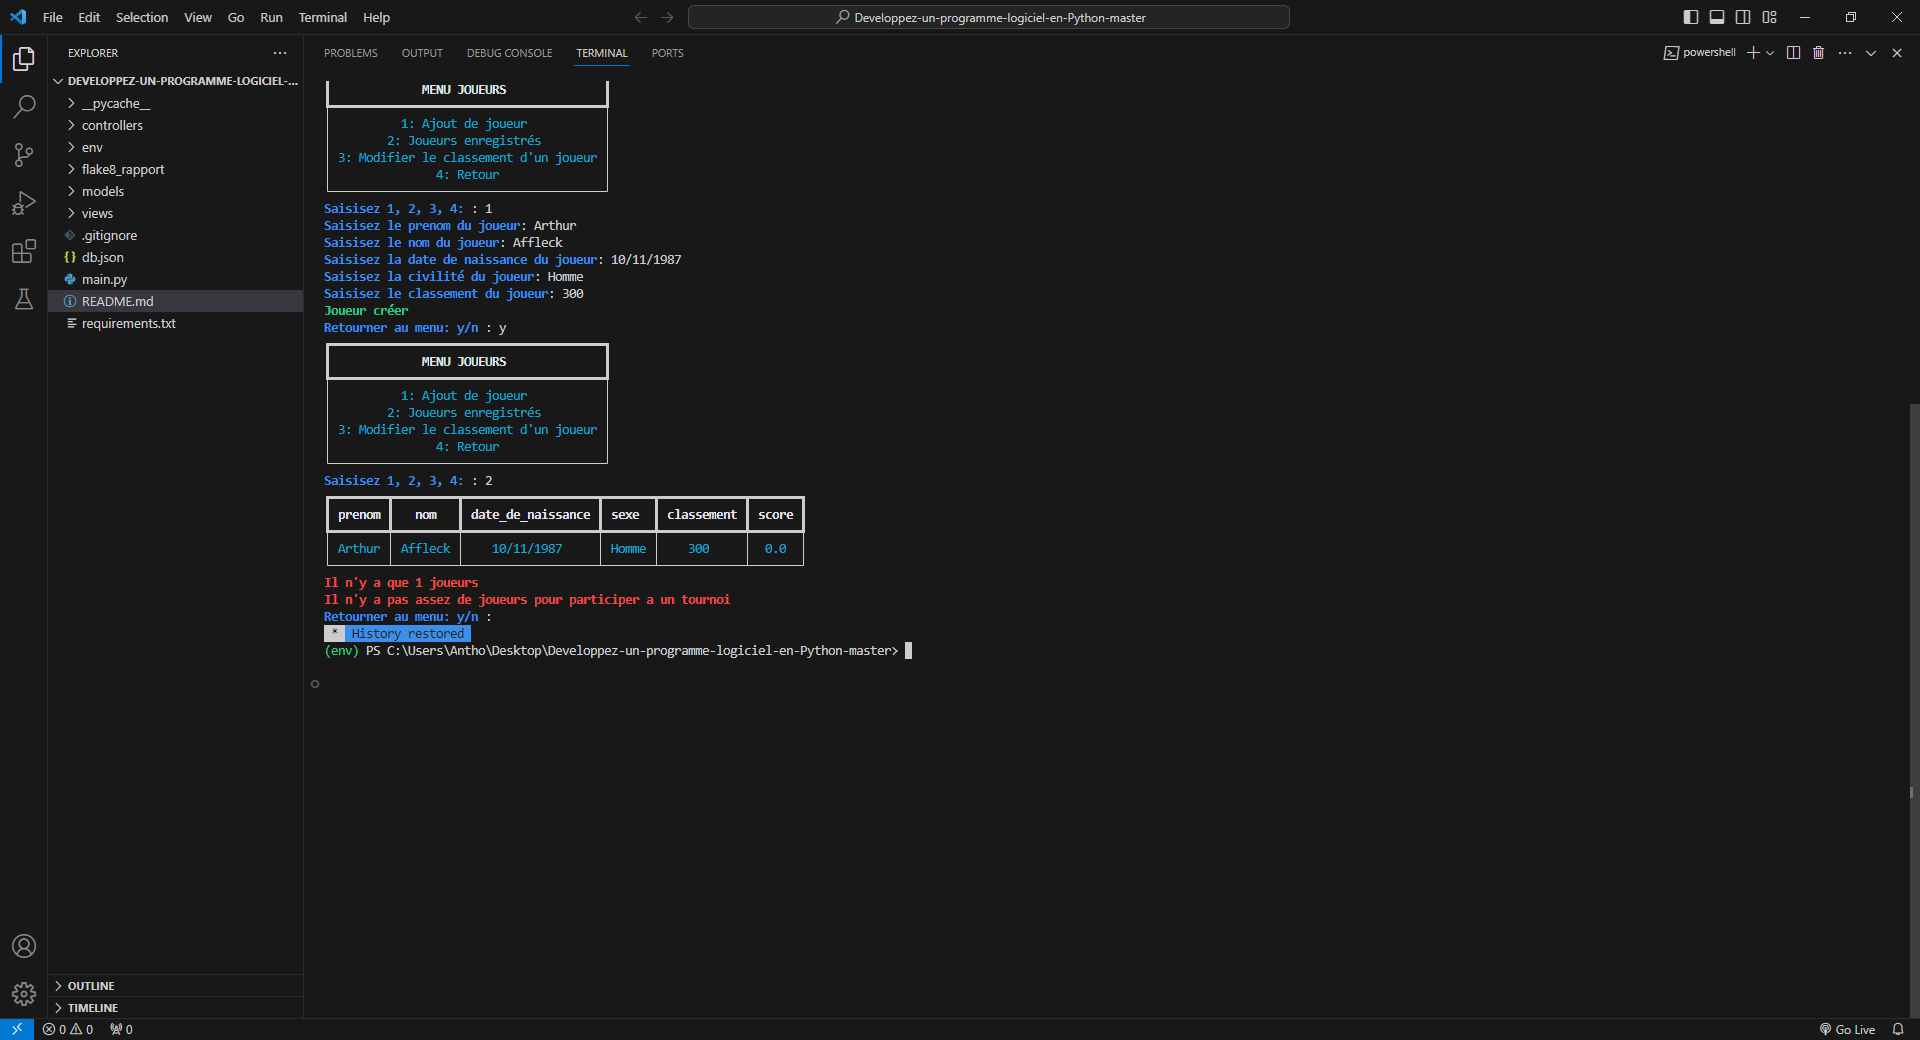 File Edit Selection View Go Run Terminal Help
Developpez-un-programme-logiciel-en-Python-master
EXPLORER
DEVELOPPEZ-UN-PROGRAMME-LOGICIEL-...
__pycache__
controllers
env
flake8_rapport
models
views
.gitignore
db.json
main.py
README.md
requirements.txt
OUTLINE
TIMELINE
PROBLEMS OUTPUT DEBUG CONSOLE TERMINAL PORTS
powershell
MENU JOUEURS
1: Ajout de joueur
2: Joueurs enregistrés
3: Modifier le classement d'un joueur
4: Retour
Saisisez 1, 2, 3, 4: : 1
Saisisez le prenom du joueur: Arthur
Saisisez le nom du joueur: Affleck
Saisisez la date de naissance du joueur: 10/11/1987
Saisisez la civilité du joueur: Homme
Saisisez le classement du joueur: 300
Joueur créer
Retourner au menu: y/n : y
MENU JOUEURS
1: Ajout de joueur
2: Joueurs enregistrés
3: Modifier le classement d'un joueur
4: Retour
Saisisez 1, 2, 3, 4: : 2
prenom nom date_de_naissance sexe classement score
Arthur Affleck 10/11/1987 Homme 300 0.0
Il n'y a que 1 joueurs
Il n'y a pas assez de joueurs pour participer a un tournoi
Retourner au menu: y/n :
* History restored
(env) PS C:\Users\Antho\Desktop\Developpez-un-programme-logiciel-en-Python-master>
0 0 0
Go Live